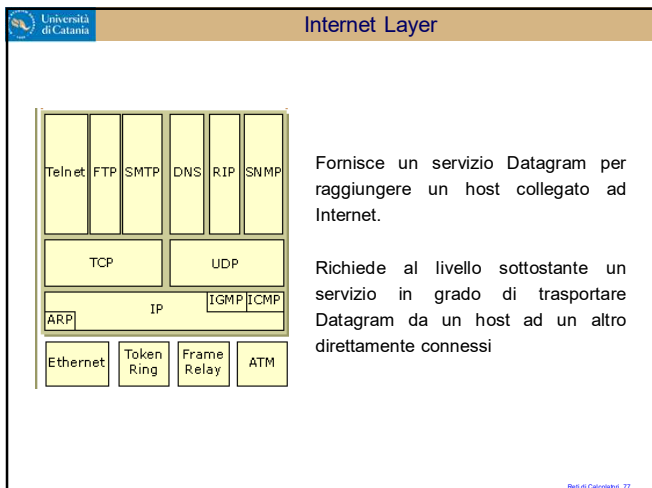 Università
di Catania
Internet Layer
Telnet FTP SMTP DNS RIP SNMP
TCP UDP
IP IGMP ICMP
ARP
Ethernet Token Ring Frame Relay ATM
Fornisce un servizio Datagram per
raggiungere un host collegato ad
Internet.
Richiede al livello sottostante un
servizio in grado di trasportare
Datagram da un host ad un altro
direttamente connessi
Reti di Calcolatori 77